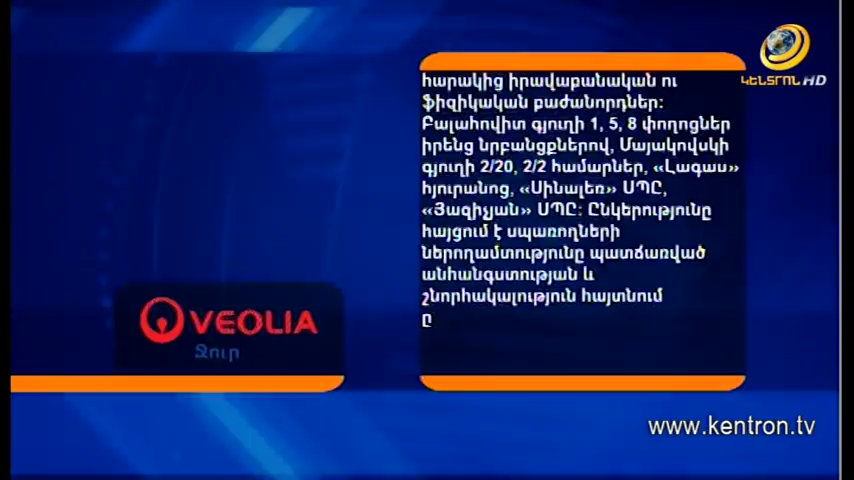 ԿԵՆՏՐՈՆ HD
հարակից իրավաբանական ու
ֆիզիկական բաժանորդներ:
Բալահովիտ գյուղի 1, 5, 8 փողոցներ
իրենց նրբանցքներով, Մայակովսկի
գյուղի 2/20, 2/2 համարներ, «Լագաս»
հյուրանոց, «Սինալեռ» ՍՊԸ,
«Յազիչյան» ՍՊԸ: Ընկերությունը
հայցում է սպառողների
ներողամտությունը պատճառված
անհանգստության և
շնորհակալություն հայտնում
ը
VEOLIA
Ջուր
www.kentron.tv